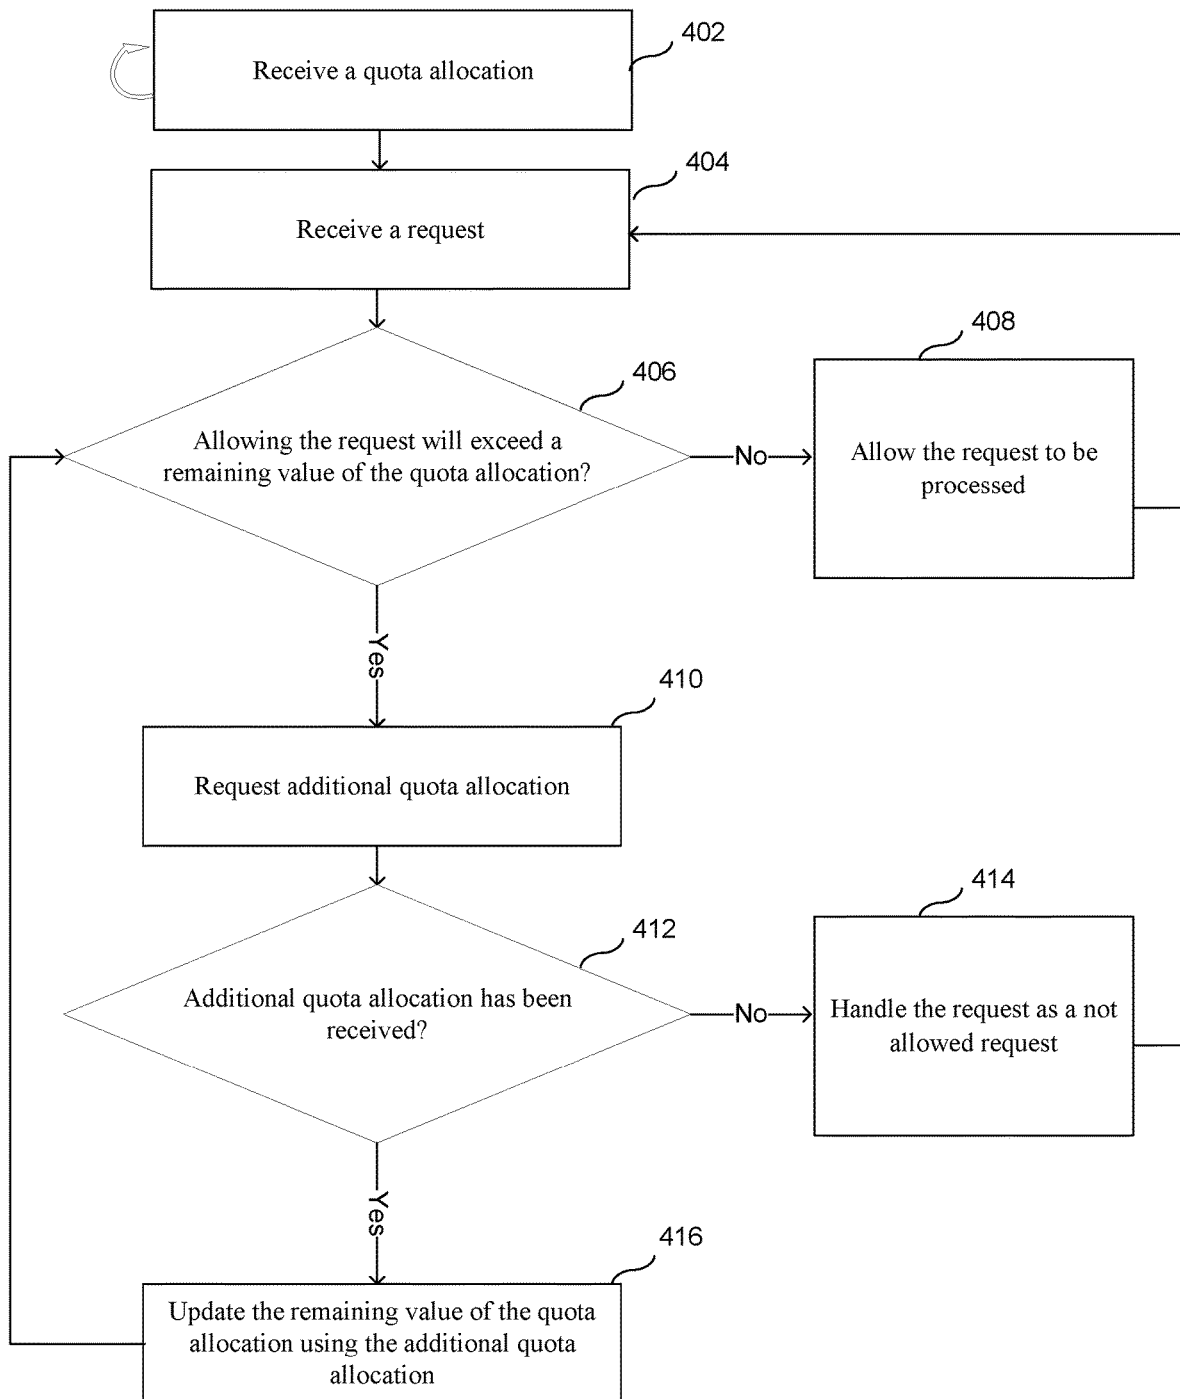 402
Receive a quota allocation
404
Receive a request
406
Allowing the request will exceed a
remaining value of the quota allocation?
No
408
Allow the request to be
processed
Yes
410
Request additional quota allocation
412
Additional quota allocation has been
received?
No
414
Handle the request as a not
allowed request
Yes
416
Update the remaining value of the quota
allocation using the additional quota
allocation